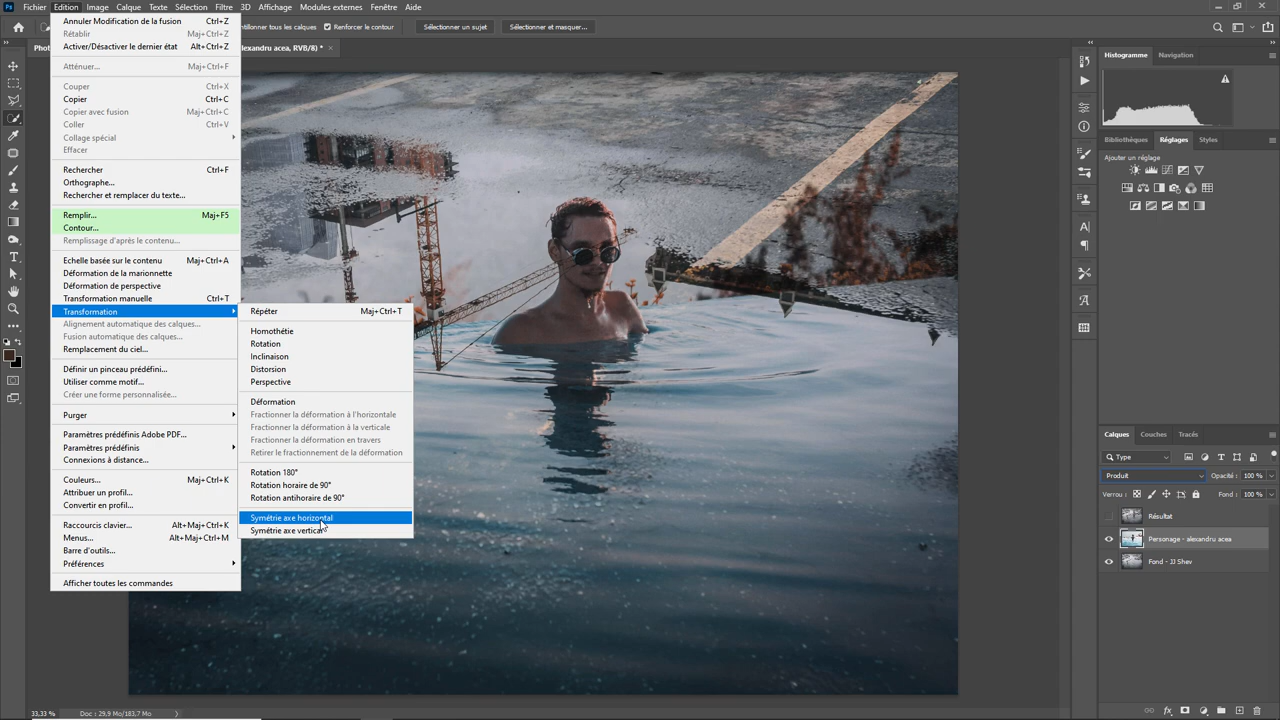 Ps Fichier Edition Image Calque Texte Sélection Filtre 3D Affichage Modules externes Fenêtre Aide
tillonner tous les calques Renforcer le contour Sélectionner un sujet Sélectionner et masquer...
alexandru acea, RVB/8) *
Annuler Modification de la fusion Ctrl+Z
Rétablir Maj+Ctrl+Z
Activer/Désactiver le dernier état Alt+Ctrl+Z
Atténuer... Maj+Ctrl+F
Couper Ctrl+X
Copier Ctrl+C
Copier avec fusion Maj+Ctrl+C
Coller Ctrl+V
Collage spécial
Effacer
Rechercher Ctrl+F
Orthographe...
Rechercher et remplacer du texte...
Remplir... Maj+F5
Contour...
Remplissage d'après le contenu...
Echelle basée sur le contenu Maj+Ctrl+A
Déformation de la marionnette
Déformation de perspective
Transformation manuelle Ctrl+T
Transformation
Alignement automatique des calques...
Fusion automatique des calques...
Remplacement du ciel...
Définir un pinceau prédéfini...
Utiliser comme motif...
Créer une forme personnalisée...
Purger
Paramètres prédéfinis Adobe PDF...
Paramètres prédéfinis
Connexions à distance...
Couleurs... Maj+Ctrl+K
Attribuer un profil...
Convertir en profil...
Raccourcis clavier... Alt+Maj+Ctrl+K
Menus... Alt+Maj+Ctrl+M
Barre d'outils...
Préférences
Afficher toutes les commandes
Répéter Maj+Ctrl+T
Homothétie
Rotation
Inclinaison
Distorsion
Perspective
Déformation
Fractionner la déformation à l'horizontale
Fractionner la déformation à la verticale
Fractionner la déformation en travers
Retirer le fractionnement de la déformation
Rotation 180°
Rotation horaire de 90°
Rotation antihoraire de 90°
Symétrie axe horizontal
Symétrie axe vertical
Histogramme Navigation
Bibliothèques Réglages Styles
Ajouter un réglage
Calques Couches Tracés
Type
Produit Opacité : 100 %
Verrou : Fond : 100 %
Résultat
Personage - alexandru acea
Fond - JJ Shev
33,33 % Doc : 29,9 Mo/183,7 Mo